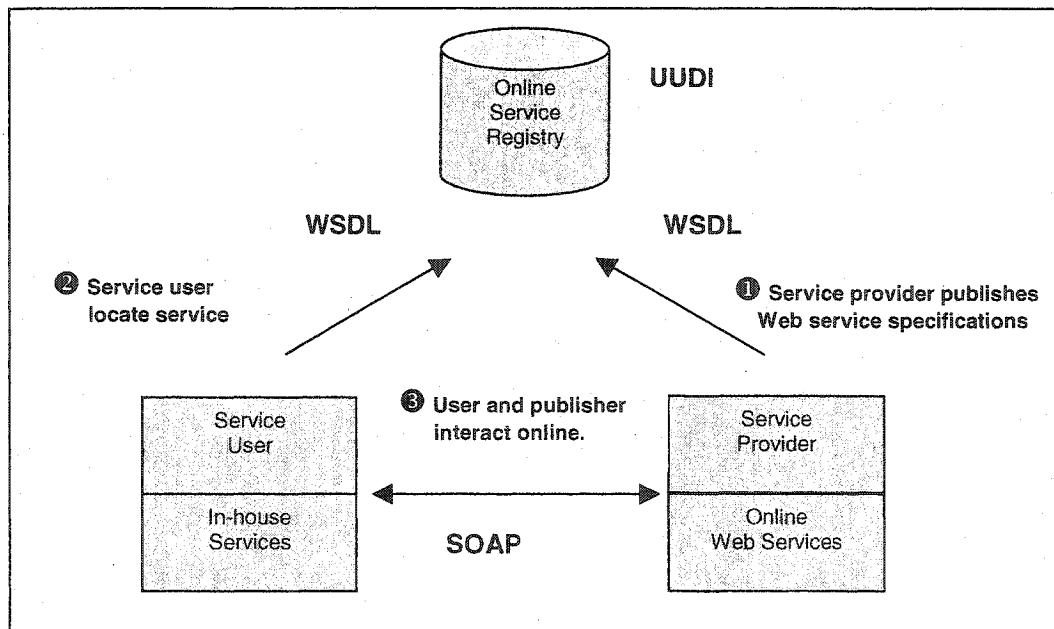 Online
Service
Registry
UUDI
WSDL
WSDL
❷ Service user
locate service
❶ Service provider publishes
Web service specifications
❸ User and publisher
interact online.
Service
User
In-house
Services
SOAP
Service
Provider
Online
Web Services